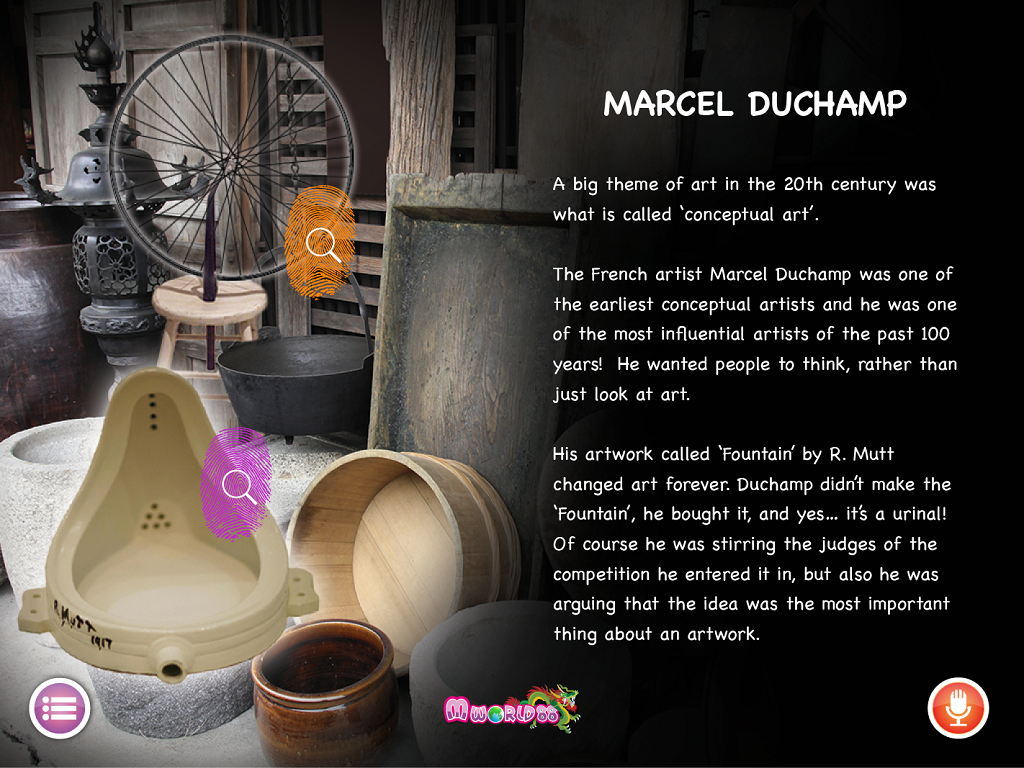 MARCEL DUCHAMP
A big theme of art in the 20th century was
what is called ‘conceptual art’.
The French artist Marcel Duchamp was one of
the earliest conceptual artists and he was one
of the most influential artists of the past 100
years!  He wanted people to think, rather than
just look at art.
His artwork called ‘Fountain’ by R. Mutt
changed art forever. Duchamp didn’t make the
‘Fountain’, he bought it, and yes... it’s a urinal!
Of course he was stirring the judges of the
competition he entered it in, but also he was
arguing that the idea was the most important
thing about an artwork.
R. MUTT
1917
MWORLD88